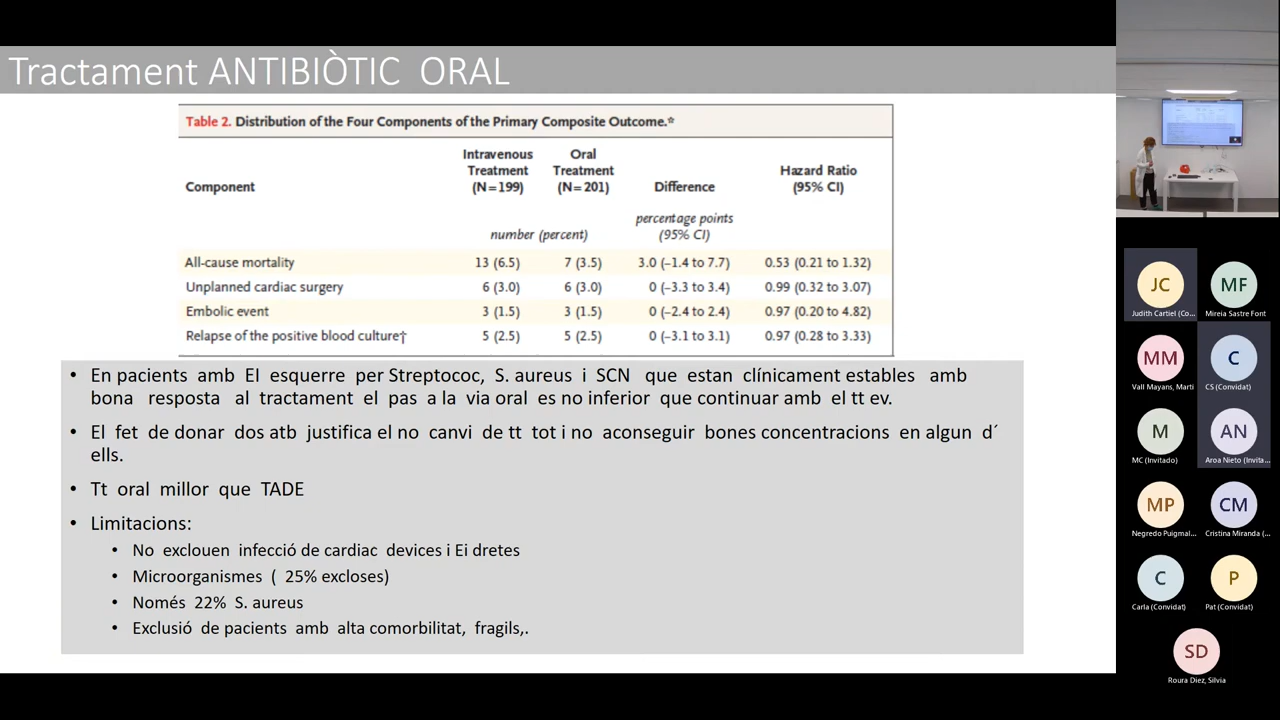 Tractament ANTIBIÒTIC ORAL
Table 2. Distribution of the Four Components of the Primary Composite Outcome.*
Component Intravenous Treatment (N=199) Oral Treatment (N=201) Difference Hazard Ratio (95% CI)
number (percent) percentage points (95% CI)
All-cause mortality 13 (6.5) 7 (3.5) 3.0 (−1.4 to 7.7) 0.53 (0.21 to 1.32)
Unplanned cardiac surgery 6 (3.0) 6 (3.0) 0 (−3.3 to 3.4) 0.99 (0.32 to 3.07)
Embolic event 3 (1.5) 3 (1.5) 0 (−2.4 to 2.4) 0.97 (0.20 to 4.82)
Relapse of the positive blood culture† 5 (2.5) 5 (2.5) 0 (−3.1 to 3.1) 0.97 (0.28 to 3.33)
• En pacients amb EI esquerre per Streptococ, S. aureus i SCN que estan clínicament estables amb
bona resposta al tractament el pas a la via oral es no inferior que continuar amb el tt ev.
• El fet de donar dos atb justifica el no canvi de tt tot i no aconseguir bones concentracions en algun d´
ells.
• Tt oral millor que TADE
• Limitacions:
• No exclouen infecció de cardiac devices i Ei dretes
• Microorganismes ( 25% excloses)
• Només 22% S. aureus
• Exclusió de pacients amb alta comorbilitat, fragils,.
JC MF
Judith Cartiel (Co... Mireia Sastre Font
MM C
Vall Mayans, Marti CS (Convidat)
M AN
MC (Invitado) Aroa Nieto (Invita...
MP CM
Negredo Puigmal... Cristina Miranda (...
C P
Carla (Convidat) Pat (Convidat)
SD
Roura Diez, Silvia